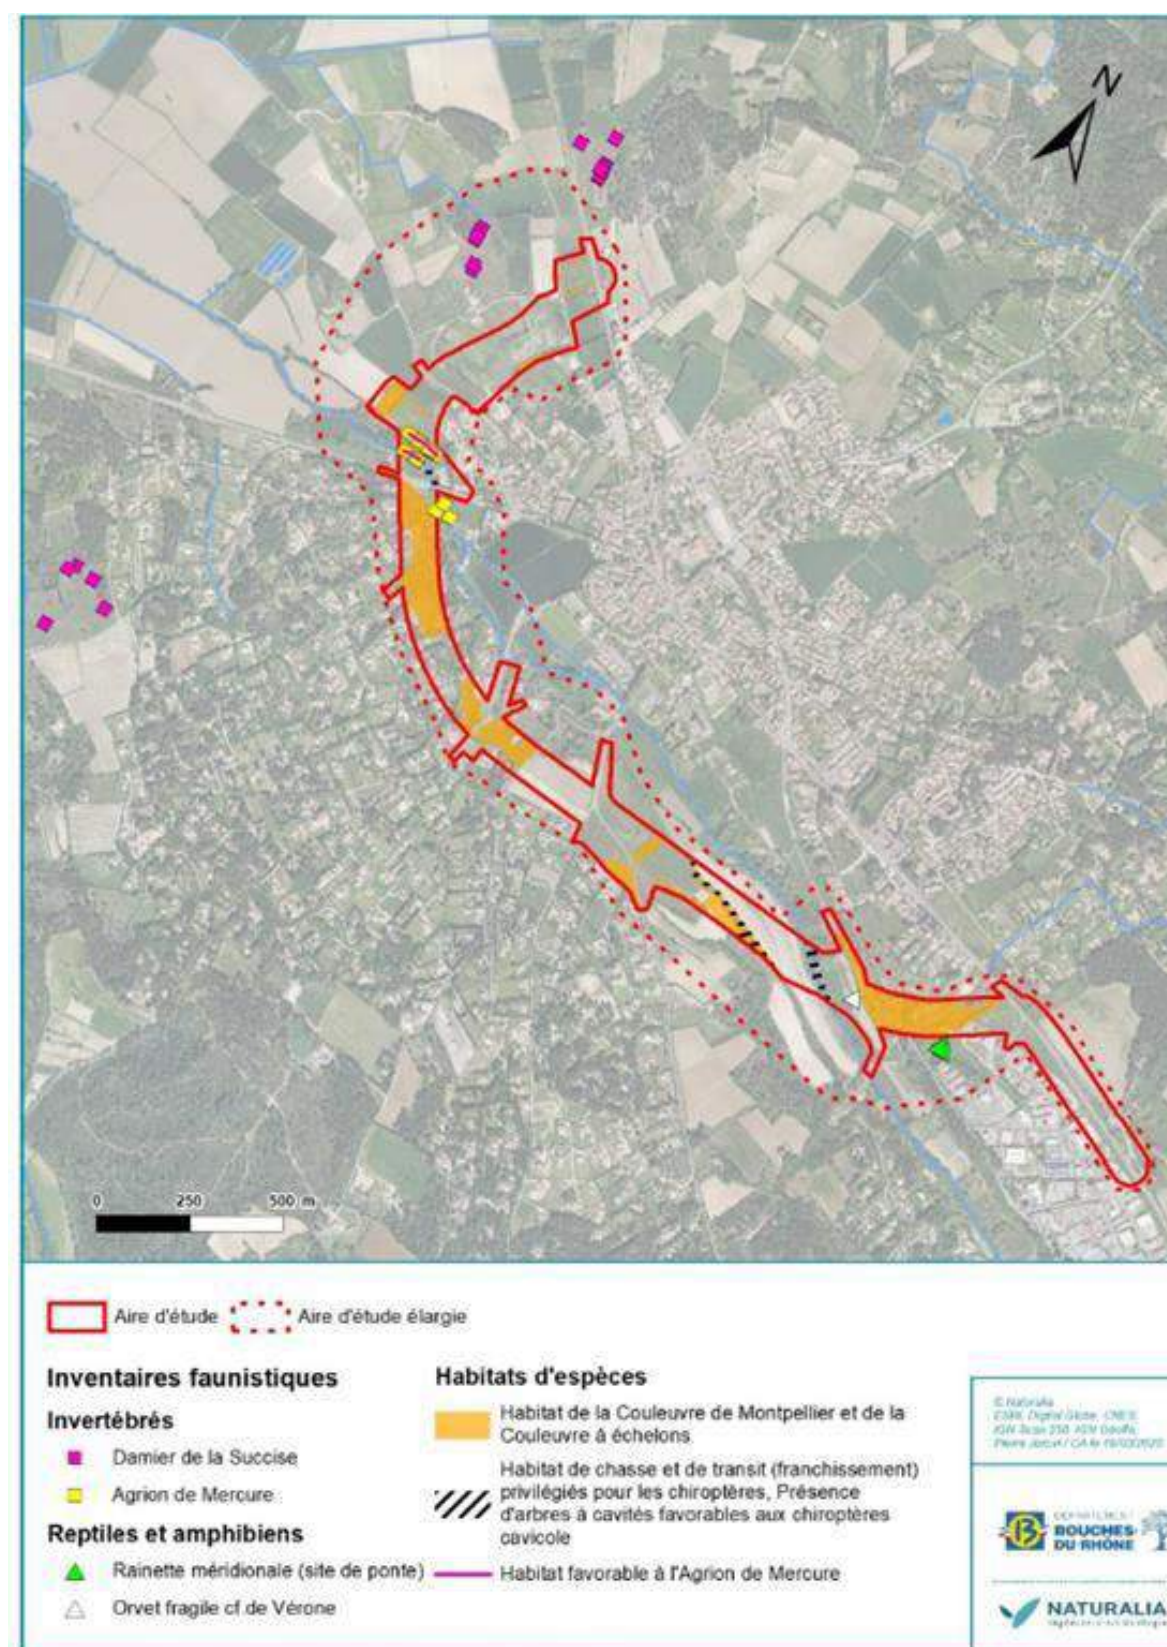 N
0 250 500 m
Aire d'étude
Aire d'étude élargie
Inventaires faunistiques
Invertébrés
Damier de la Succise
Agrion de Mercure
Reptiles et amphibiens
Rainette méridionale (site de ponte)
Orvet fragile cf de Vérone
Habitats d'espèces
Habitat de la Couleuvre de Montpellier et de la
Couleuvre à échelons
Habitat de chasse et de transit (franchissement)
privilégiés pour les chiroptères, Présence
d'arbres à cavités favorables aux chiroptères
cavicole
Habitat favorable à l'Agrion de Mercure
© Naturalia
DÉPARTEMENT
BOUCHES
DU RHÔNE
NATURALIA